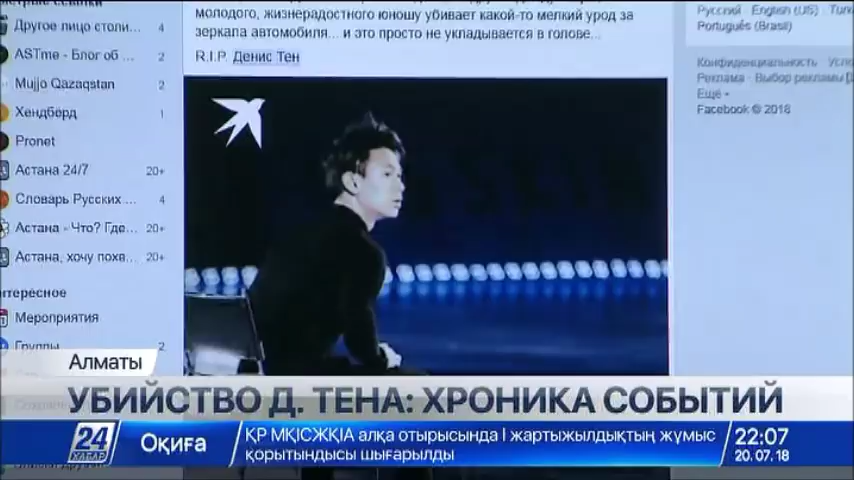 молодого, жизнерадостного юношу убивает какой-то мелкий урод за
зеркала автомобиля... и это просто не укладывается в голове...
R.I.P. Денис Тен
Другое лицо столи... 4
ASTme - Блог об ... 2
Mujjo Qazaqstan 2
Хендбёрд 1
Pronet
Астана 24/7 20+
Словарь Русских ... 4
Астана - Что? Где... 20+
Астана, хочу похв... 20+
Мероприятия
Группы 2
Русский · English (US) ·
Português (Brasil)
Конфиденциальность ·
Реклама · Выбор рекламы
Ещё
Facebook © 2018
Алматы
УБИЙСТВО Д. ТЕНА: ХРОНИКА СОБЫТИЙ
24
ХАБАР
Оқиға
ҚР МҚІСЖҚІА алқа отырысында І жартыжылдықтың жұмыс
қорытындысы шығарылды
22:07
20.07.18